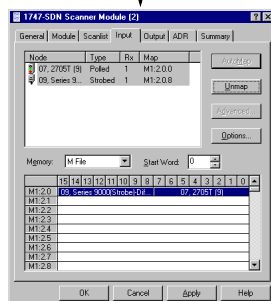 1747-SDN Scanner Module (2)
General Module Scanlist Input Output ADR Summary
Node Type Rx Map
07, 2705T (9) Polled 1 M1:2.0.0
09, Series 9... Strobed 1 M1:2.0.8
AutoMap
Unmap
Advanced...
Options...
Memory: M File Start Word: 0
15 14 13 12 11 10 9 8 7 6 5 4 3 2 1 0
M1:2.0 09, Series 9000(Strobe)-Dif... 07, 2705T (9)
M1:2.1
M1:2.2
M1:2.3
M1:2.4
M1:2.5
M1:2.6
M1:2.7
M1:2.8
OK Cancel Apply Help